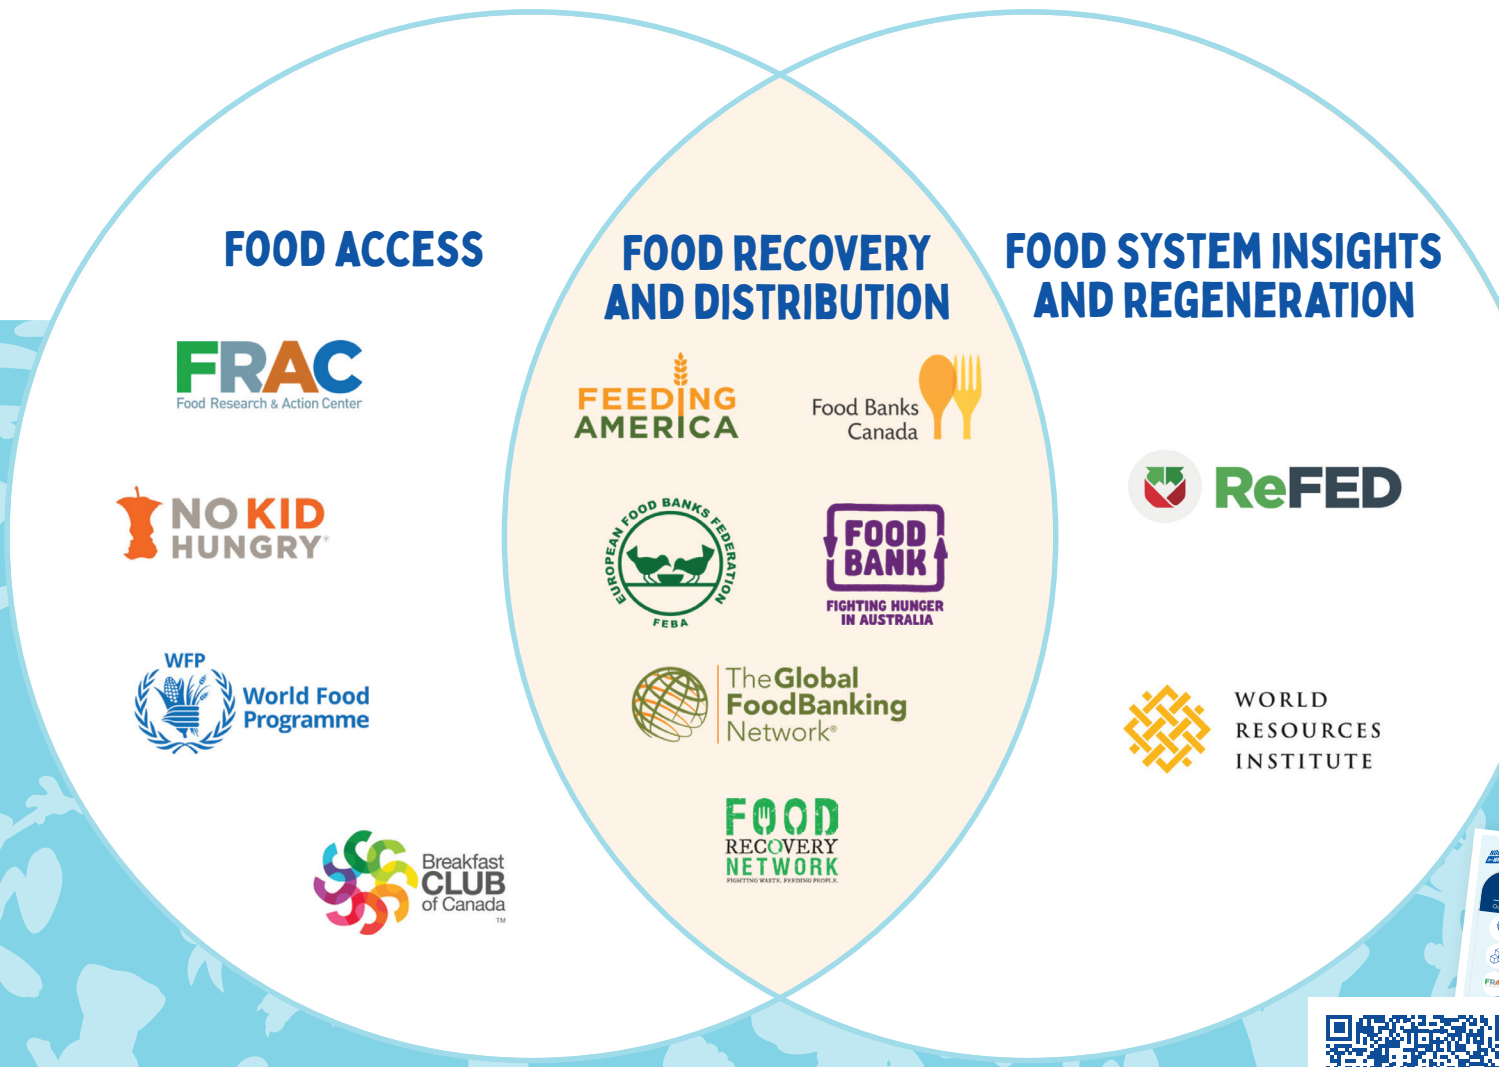 FOOD ACCESS
FRAC
Food Research & Action Center
NO KID
HUNGRY®
WFP
World Food
Programme
Breakfast
CLUB
of Canada
TM
FOOD RECOVERY
AND DISTRIBUTION
FEEDING
AMERICA
Food Banks
Canada
EUROPEAN FOOD BANKS FEDERATION
FEBA
FOOD
BANK
FIGHTING HUNGER
IN AUSTRALIA
The Global
FoodBanking
Network®
FOOD
RECOVERY
NETWORK
FIGHTING WASTE. FEEDING PEOPLE.
FOOD SYSTEM INSIGHTS
AND REGENERATION
ReFED
WORLD
RESOURCES
INSTITUTE